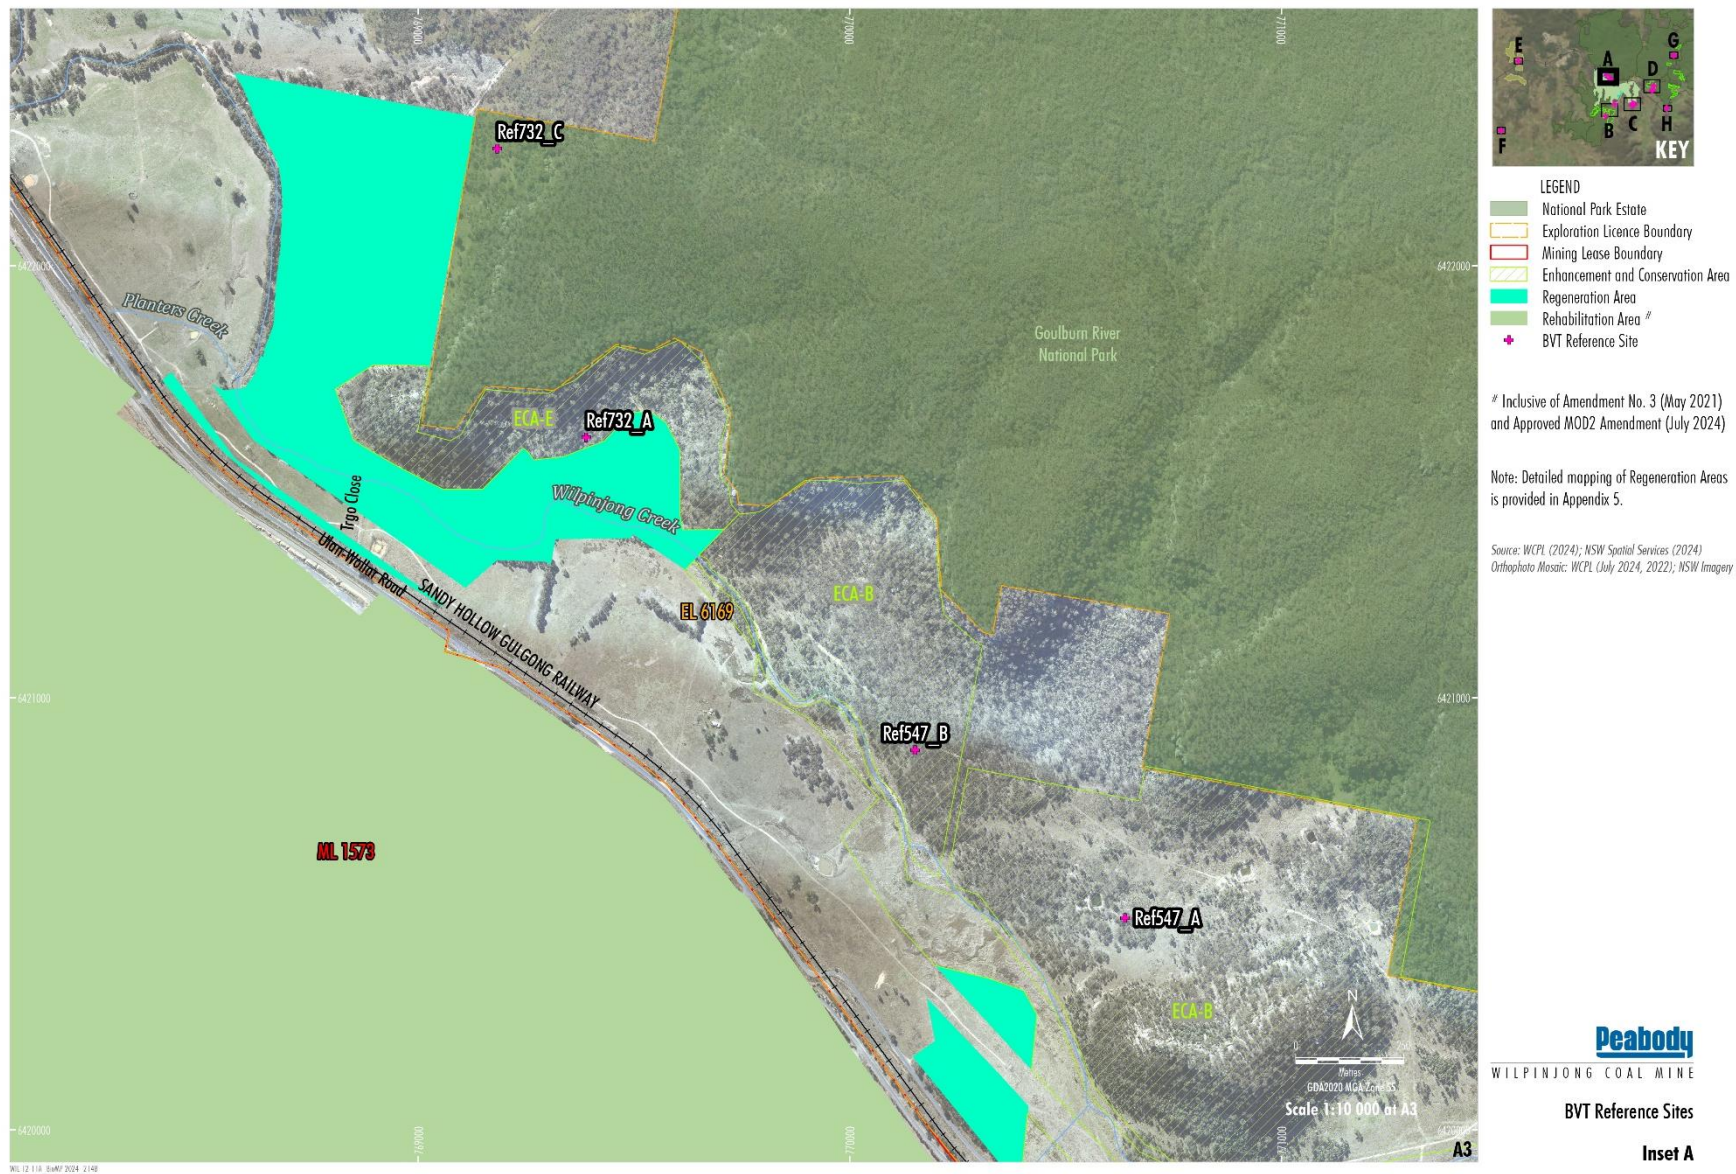 769000
770000
771000
Ref732_C
6422000
6422000
Planters Creek
Goulburn River
National Park
ECA-E
Ref732_A
Wilpinjong Creek
Ulan-Wollar Road
SANDY HOLLOW GULGONG RAILWAY
EL 6169
ECA-B
6421000
6421000
Ref547_B
ML 1573
Ref547_A
ECA-B
N
0
250
Metres
GDA2020 MGA Zone 55
Scale 1:10 000 at A3
6420000
6420000
769000
770000
771000
A3
E
A
G
D
B
C
H
F
KEY
LEGEND
National Park Estate
Exploration Licence Boundary
Mining Lease Boundary
Enhancement and Conservation Area
Regeneration Area
Rehabilitation Area #
BVT Reference Site
# Inclusive of Amendment No. 3 (May 2021)
and Approved MOD2 Amendment (July 2024)
Note: Detailed mapping of Regeneration Areas
is provided in Appendix 5.
Source: WCPL (2024); NSW Spatial Services (2024)
Orthophoto Mosaic: WCPL (July 2024, 2022); NSW Imagery
Peabody
WILPINJONG COAL MINE
BVT Reference Sites
Inset A